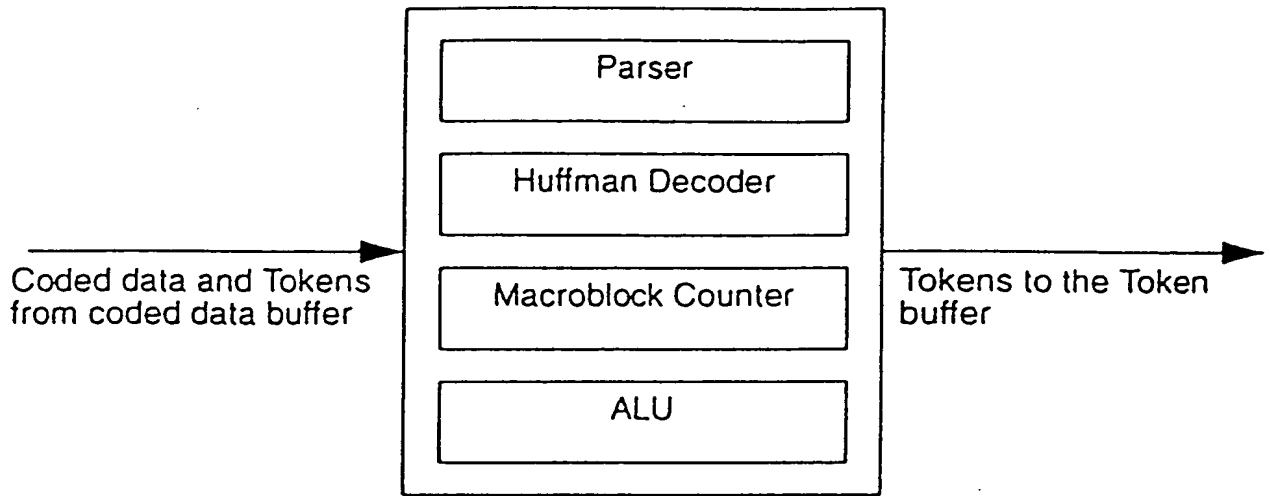 Parser
Huffman Decoder
Macroblock Counter
ALU
Coded data and Tokens
from coded data buffer
Tokens to the Token
buffer